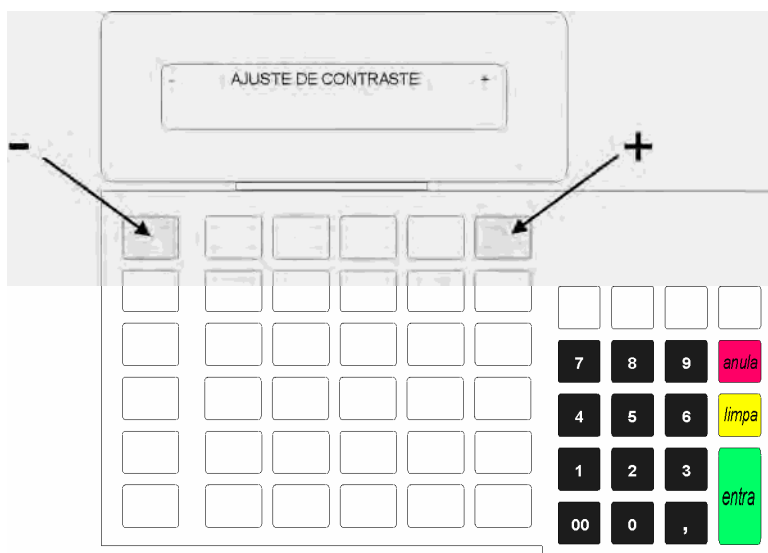 - AJUSTE DE CONTRASTE +
- +
7 8 9 anula
4 5 6 limpa
1 2 3 entra
00 0 ,